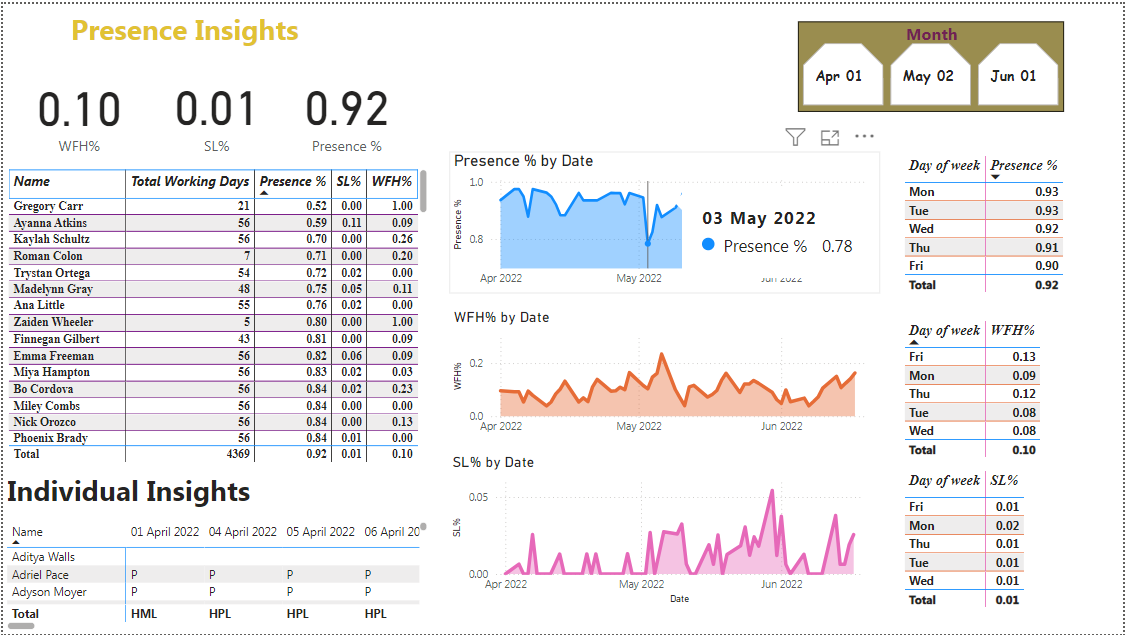 Presence Insights
Month
Apr 01 May 02 Jun 01
0.10 0.01 0.92
WFH% SL% Presence %
Name Total Working Days Presence % SL% WFH%
Gregory Carr 21 0.52 0.00 1.00
Ayanna Atkins 56 0.59 0.11 0.09
Kaylah Schultz 56 0.70 0.00 0.26
Roman Colon 7 0.71 0.00 0.20
Trystan Ortega 54 0.72 0.02 0.00
Madelynn Gray 48 0.75 0.05 0.11
Ana Little 55 0.76 0.02 0.00
Zaiden Wheeler 5 0.80 0.00 1.00
Finnegan Gilbert 43 0.81 0.00 0.09
Emma Freeman 56 0.82 0.06 0.09
Miya Hampton 56 0.83 0.02 0.03
Bo Cordova 56 0.84 0.02 0.23
Miley Combs 56 0.84 0.00 0.00
Nick Orozco 56 0.84 0.00 0.13
Phoenix Brady 56 0.84 0.01 0.00
Total 4369 0.92 0.01 0.10
Individual Insights
Name 01 April 2022 04 April 2022 05 April 2022 06 April 20
Aditya Walls
Adriel Pace P P P P
Adyson Moyer P P P P
Total HML HPL HPL HPL
Presence % by Date
Presence %
1.0
0.8
Apr 2022 May 2022 Jun 2022
03 May 2022
Presence % 0.78
WFH% by Date
WFH%
0.2
0.0
Apr 2022 May 2022 Jun 2022
SL% by Date
SL%
0.05
0.00
Apr 2022 May 2022 Jun 2022
Date
Day of week Presence %
Mon 0.93
Tue 0.93
Wed 0.92
Thu 0.91
Fri 0.90
Total 0.92
Day of week WFH%
Fri 0.13
Mon 0.09
Thu 0.12
Tue 0.08
Wed 0.08
Total 0.10
Day of week SL%
Fri 0.01
Mon 0.02
Thu 0.01
Tue 0.01
Wed 0.01
Total 0.01